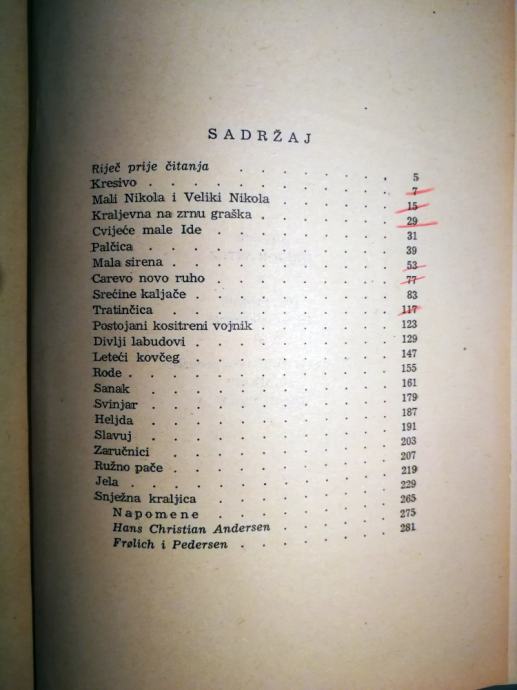 SADRŽAJ
Riječ prije čitanja . . . . . . 5
Kresivo . . . . . . . . . 7
Mali Nikola i Veliki Nikola . . . . . 15
Kraljevna na zrnu graška . . . . . . 29
Cvijeće male Ide . . . . . . . 31
Palčica . . . . . . . . . 39
Mala sirena . . . . . . . . 53
Carevo novo ruho . . . . . . . 77
Srećine kaljače . . . . . . . . 83
Tratinčica . . . . . . . . . 117
Postojani kositreni vojnik . . . . . . 123
Divlji labudovi . . . . . . . . 129
Leteći kovčeg . . . . . . . . 147
Rode . . . . . . . . . . 155
Sanak . . . . . . . . . 161
Svinjar . . . . . . . . . 179
Heljda . . . . . . . . . 187
Slavuj . . . . . . . . . 191
Zaručnici . . . . . . . . . 203
Ružno pače . . . . . . . . 207
Jela . . . . . . . . . . 219
Snježna kraljica . . . . . . . 229
Napomene . . . . . . . 265
Hans Christian Andersen . . . . . 275
Frølich i Pedersen . . . . . . 281